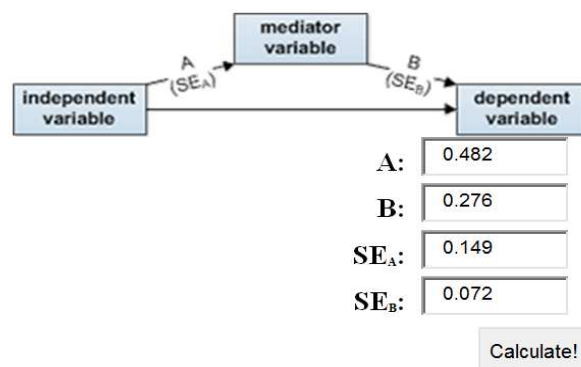 mediator
variable
A
(SEA)
B
(SEB)
independent
variable
dependent
variable
A: 0.482
B: 0.276
SEA: 0.149
SEB: 0.072
Calculate!